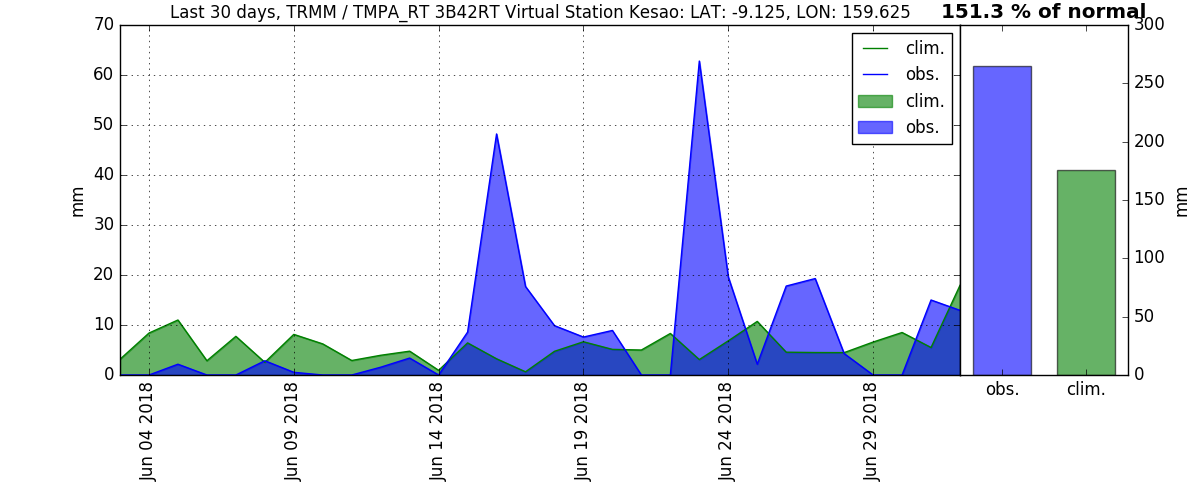 Last 30 days, TRMM / TMPA_RT 3B42RT Virtual Station Kesao: LAT: -9.125, LON: 159.625
151.3 % of normal
70
60
50
40
30
20
10
0
mm
clim.
obs.
clim.
obs.
Jun 04 2018
Jun 09 2018
Jun 14 2018
Jun 19 2018
Jun 24 2018
Jun 29 2018
300
250
200
150
100
50
0
mm
obs.
clim.